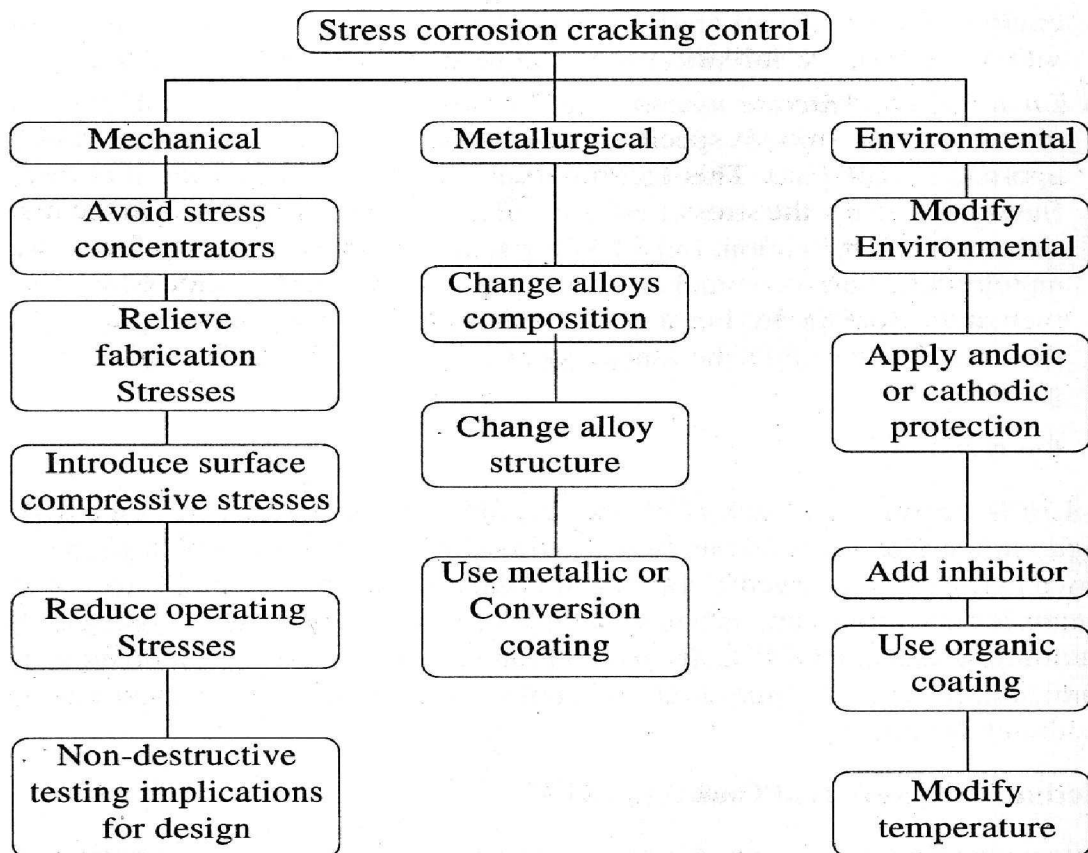 Stress corrosion cracking control
Mechanical
Avoid stress
concentrators
Relieve
fabrication
Stresses
Introduce surface
compressive stresses
Reduce operating
Stresses
Non-destructive
testing implications
for design
Metallurgical
Change alloys
composition
Change alloy
structure
Use metallic or
Conversion
coating
Environmental
Modify
Environmental
Apply andoic
or cathodic
protection
Add inhibitor
Use organic
coating
Modify
temperature